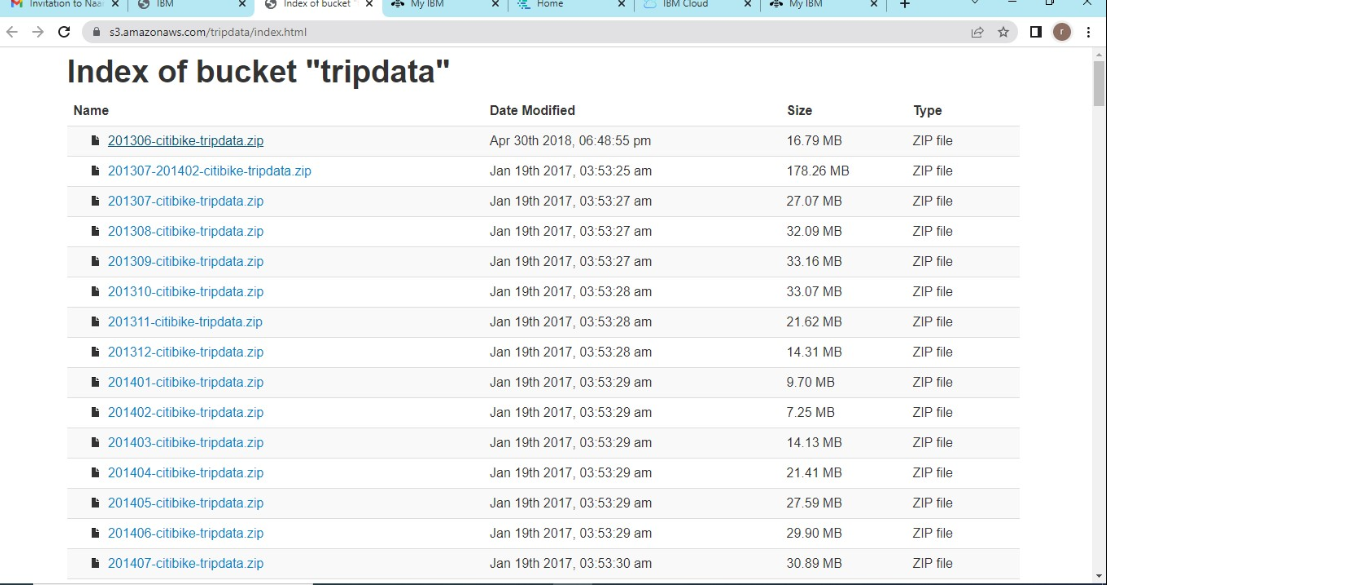 Invitation to Naa
IBM
Index of bucket "
My IBM
Home
IBM Cloud
My IBM
s3.amazonaws.com/tripdata/index.html
r
Index of bucket "tripdata"
Name Date Modified Size Type
201306-citibike-tripdata.zip Apr 30th 2018, 06:48:55 pm 16.79 MB ZIP file
201307-201402-citibike-tripdata.zip Jan 19th 2017, 03:53:25 am 178.26 MB ZIP file
201307-citibike-tripdata.zip Jan 19th 2017, 03:53:27 am 27.07 MB ZIP file
201308-citibike-tripdata.zip Jan 19th 2017, 03:53:27 am 32.09 MB ZIP file
201309-citibike-tripdata.zip Jan 19th 2017, 03:53:27 am 33.16 MB ZIP file
201310-citibike-tripdata.zip Jan 19th 2017, 03:53:28 am 33.07 MB ZIP file
201311-citibike-tripdata.zip Jan 19th 2017, 03:53:28 am 21.62 MB ZIP file
201312-citibike-tripdata.zip Jan 19th 2017, 03:53:28 am 14.31 MB ZIP file
201401-citibike-tripdata.zip Jan 19th 2017, 03:53:29 am 9.70 MB ZIP file
201402-citibike-tripdata.zip Jan 19th 2017, 03:53:29 am 7.25 MB ZIP file
201403-citibike-tripdata.zip Jan 19th 2017, 03:53:29 am 14.13 MB ZIP file
201404-citibike-tripdata.zip Jan 19th 2017, 03:53:29 am 21.41 MB ZIP file
201405-citibike-tripdata.zip Jan 19th 2017, 03:53:29 am 27.59 MB ZIP file
201406-citibike-tripdata.zip Jan 19th 2017, 03:53:29 am 29.90 MB ZIP file
201407-citibike-tripdata.zip Jan 19th 2017, 03:53:30 am 30.89 MB ZIP file